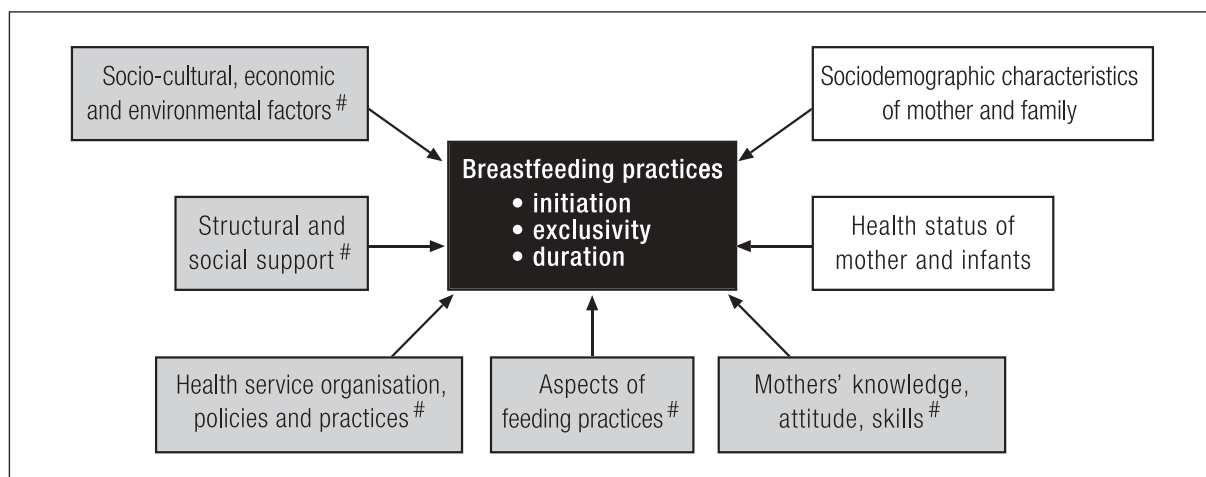 Socio-cultural, economic
and environmental factors #
Sociodemographic characteristics
of mother and family
Breastfeeding practices
• initiation
• exclusivity
• duration
Structural and
social support #
Health status of
mother and infants
Health service organisation,
policies and practices #
Aspects of
feeding practices #
Mothers’ knowledge,
attitude, skills #